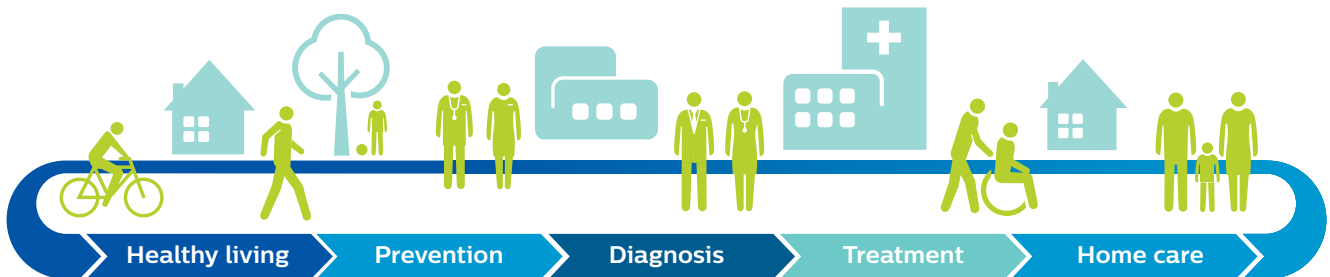 Healthy living
Prevention
Diagnosis
Treatment
Home care